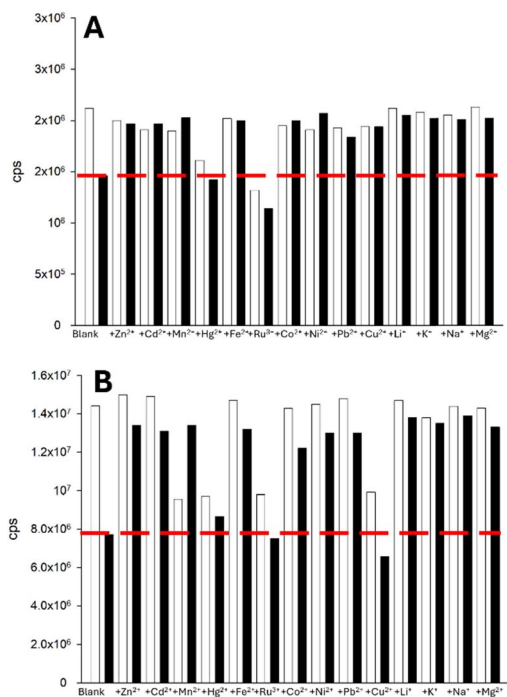 A
3x10⁶
3x10⁶
2x10⁶
2x10⁶
10⁶
5x10⁵
0
cps
Blank +Zn²⁺ +Cd²⁺ +Mn²⁺ +Hg²⁺ +Fe²⁺ +Ru³⁺ +Co²⁺ +Ni²⁺ +Pb²⁺ +Cu²⁺ +Li⁺ +K⁺ +Na⁺ +Mg²⁺
B
1.6x10⁷
1.4x10⁷
1.2x10⁷
10⁷
8.0x10⁶
6.0x10⁶
4.0x10⁶
2.0x10⁶
0
cps
Blank +Zn²⁺ +Cd²⁺ +Mn²⁺ +Hg²⁺ +Fe²⁺ +Ru³⁺ +Co²⁺ +Ni²⁺ +Pb²⁺ +Cu²⁺ +Li⁺ +K⁺ +Na⁺ +Mg²⁺